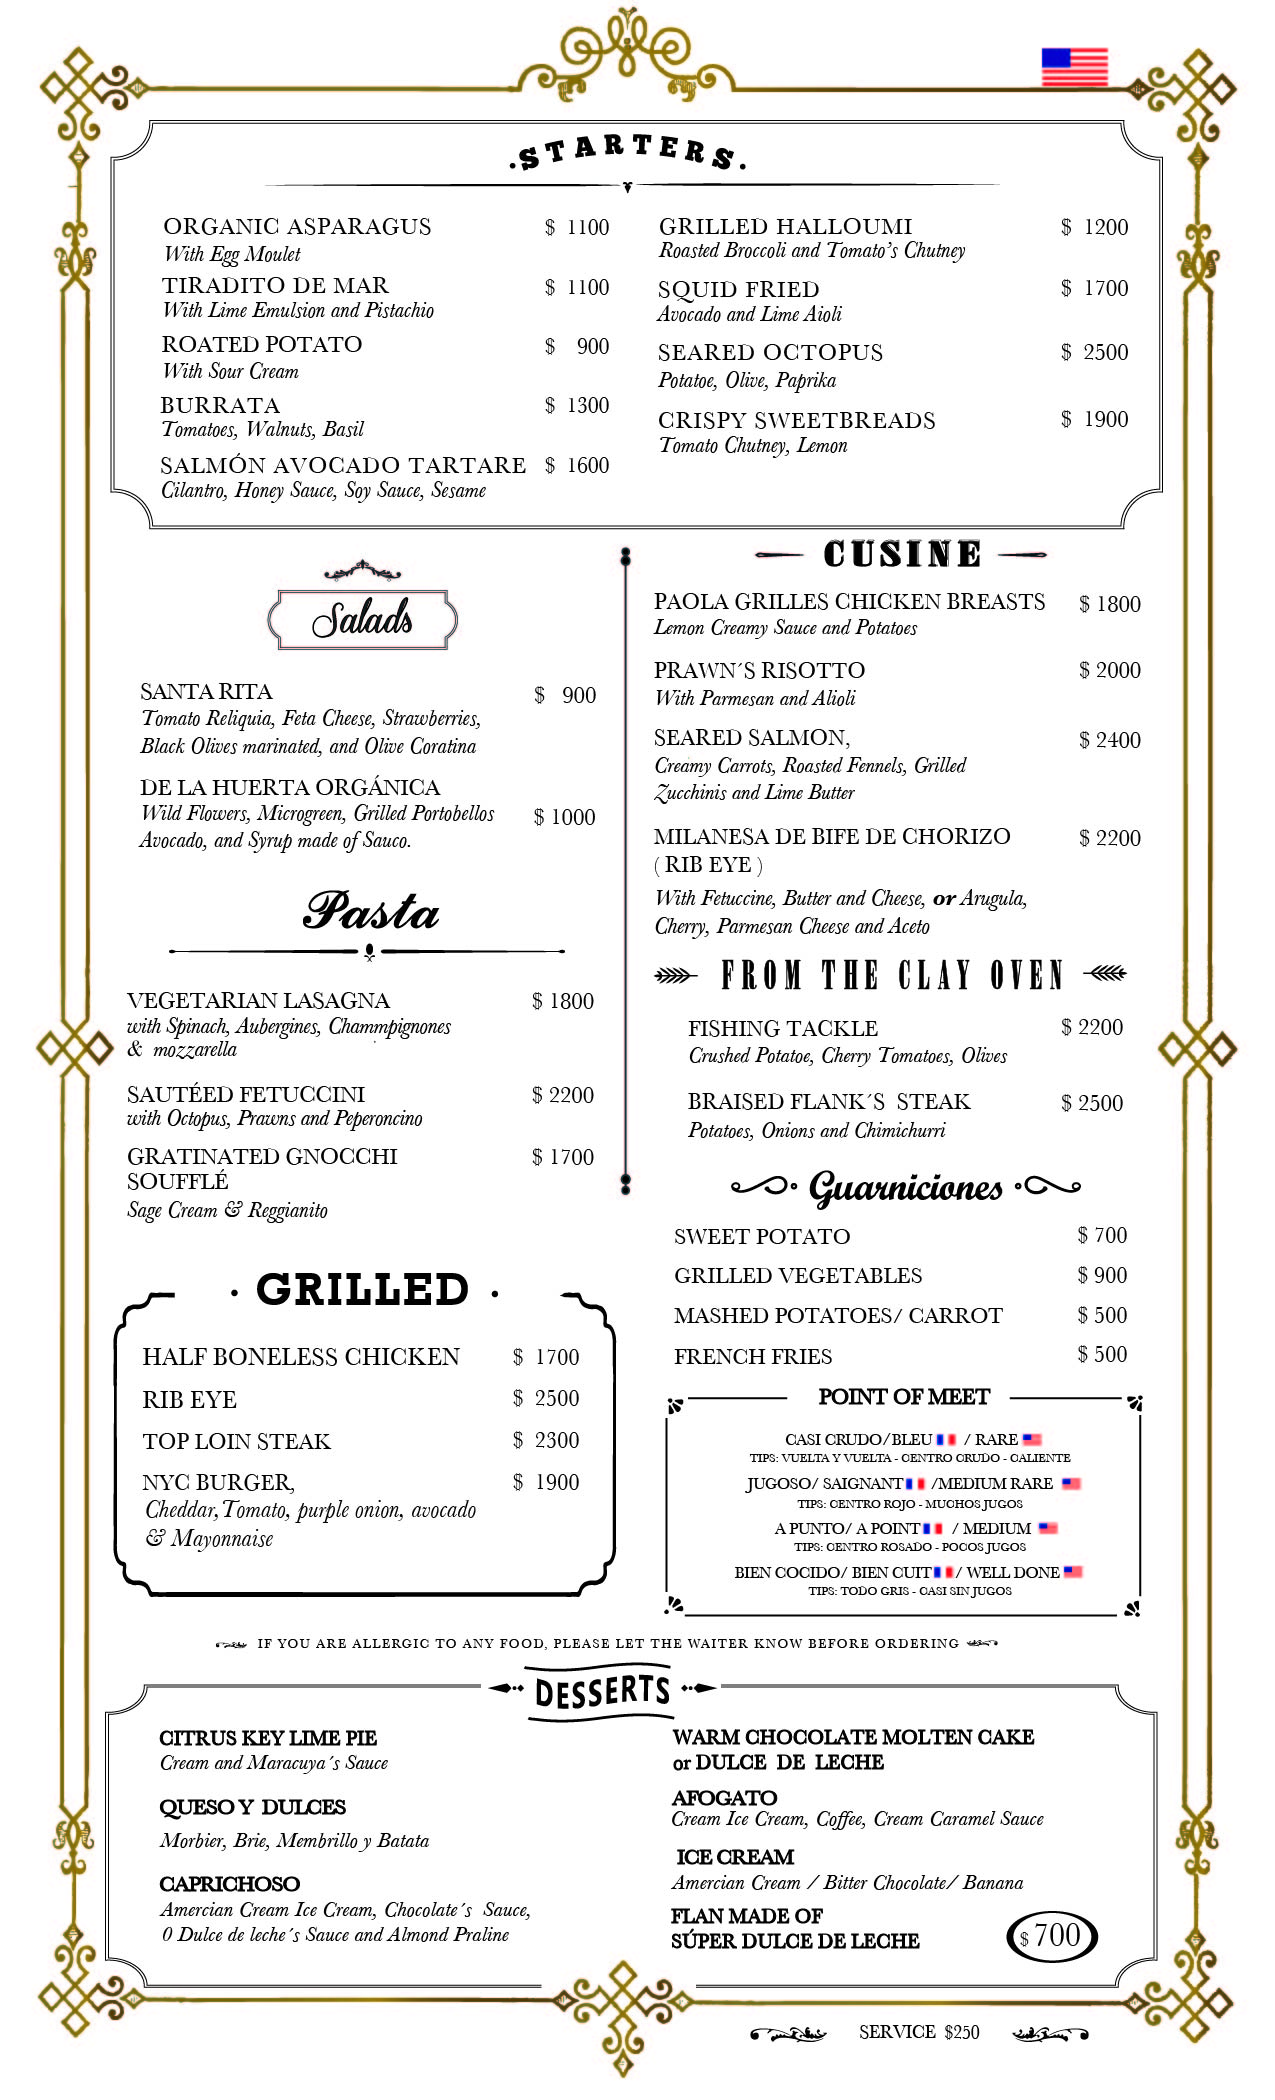 .STARTERS.
ORGANIC ASPARAGUS $ 1100
With Egg Moulet
TIRADITO DE MAR $ 1100
With Lime Emulsion and Pistachio
ROATED POTATO $ 900
With Sour Cream
BURRATA $ 1300
Tomatoes, Walnuts, Basil
SALMÓN AVOCADO TARTARE $ 1600
Cilantro, Honey Sauce, Soy Sauce, Sesame
GRILLED HALLOUMI $ 1200
Roasted Broccoli and Tomato's Chutney
SQUID FRIED $ 1700
Avocado and Lime Aioli
SEARED OCTOPUS $ 2500
Potatoe, Olive, Paprika
CRISPY SWEETBREADS $ 1900
Tomato Chutney, Lemon
Salads
SANTA RITA $ 900
Tomato Reliquia, Feta Cheese, Strawberries,
Black Olives marinated, and Olive Coratina
DE LA HUERTA ORGÁNICA
Wild Flowers, Microgreen, Grilled Portobellos $ 1000
Avocado, and Syrup made of Sauco.
Pasta
VEGETARIAN LASAGNA $ 1800
with Spinach, Aubergines, Chammpignones
& mozzarella
SAUTÉED FETUCCINI $ 2200
with Octopus, Prawns and Peperoncino
GRATINATED GNOCCHI $ 1700
SOUFFLÉ
Sage Cream & Reggianito
· GRILLED ·
HALF BONELESS CHICKEN $ 1700
RIB EYE $ 2500
TOP LOIN STEAK $ 2300
NYC BURGER, $ 1900
Cheddar, Tomato, purple onion, avocado
& Mayonnaise
CUSINE
PAOLA GRILLES CHICKEN BREASTS $ 1800
Lemon Creamy Sauce and Potatoes
PRAWN´S RISOTTO $ 2000
With Parmesan and Alioli
SEARED SALMON, $ 2400
Creamy Carrots, Roasted Fennels, Grilled
Zucchinis and Lime Butter
MILANESA DE BIFE DE CHORIZO $ 2200
( RIB EYE )
With Fetuccine, Butter and Cheese, or Arugula,
Cherry, Parmesan Cheese and Aceto
FROM THE CLAY OVEN
FISHING TACKLE $ 2200
Crushed Potatoe, Cherry Tomatoes, Olives
BRAISED FLANK´S STEAK $ 2500
Potatoes, Onions and Chimichurri
Guarniciones
SWEET POTATO $ 700
GRILLED VEGETABLES $ 900
MASHED POTATOES/ CARROT $ 500
FRENCH FRIES $ 500
POINT OF MEET
CASI CRUDO/BLEU / RARE
TIPS: VUELTA Y VUELTA - CENTRO CRUDO - CALIENTE
JUGOSO/ SAIGNANT /MEDIUM RARE
TIPS: CENTRO ROJO - MUCHOS JUGOS
A PUNTO/ A POINT / MEDIUM
TIPS: CENTRO ROSADO - POCOS JUGOS
BIEN COCIDO/ BIEN CUIT / WELL DONE
TIPS: TODO GRIS - CASI SIN JUGOS
IF YOU ARE ALLERGIC TO ANY FOOD, PLEASE LET THE WAITER KNOW BEFORE ORDERING
DESSERTS
CITRUS KEY LIME PIE
Cream and Maracuya´s Sauce
QUESO Y DULCES
Morbier, Brie, Membrillo y Batata
CAPRICHOSO
Amercian Cream Ice Cream, Chocolate´s Sauce,
0 Dulce de leche´s Sauce and Almond Praline
WARM CHOCOLATE MOLTEN CAKE
or DULCE DE LECHE
AFOGATO
Cream Ice Cream, Coffee, Cream Caramel Sauce
ICE CREAM
Amercian Cream / Bitter Chocolate/ Banana
FLAN MADE OF
SÚPER DULCE DE LECHE
$ 700
SERVICE $250